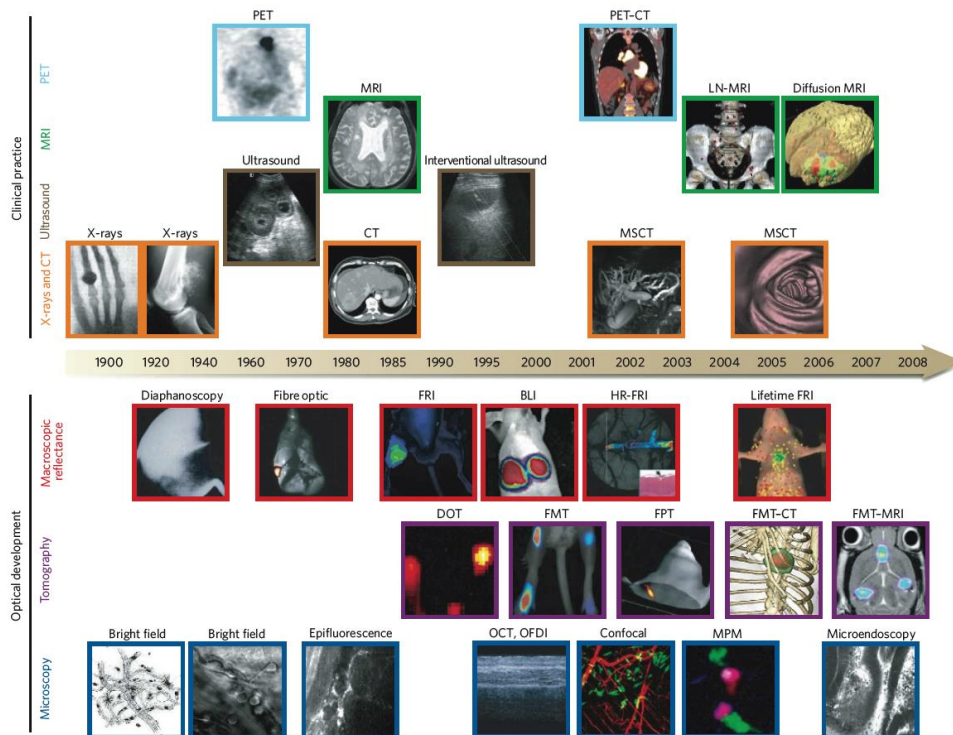 PET
PET–CT
MRI
LN-MRI
Diffusion MRI
Ultrasound
Interventional ultrasound
X-rays
X-rays
CT
MSCT
MSCT
Clinical practice
PET
MRI
Ultrasound
X-rays and CT
1900 1920 1940 1960 1970 1980 1985 1990 1995 2000 2001 2002 2003 2004 2005 2006 2007 2008
Diaphanoscopy
Fibre optic
FRI
BLI
HR-FRI
Lifetime FRI
DOT
FMT
FPT
FMT–CT
FMT–MRI
Bright field
Bright field
Epifluorescence
OCT, OFDI
Confocal
MPM
Microendoscopy
Optical development
Macroscopic
reflectance
Tomography
Microscopy